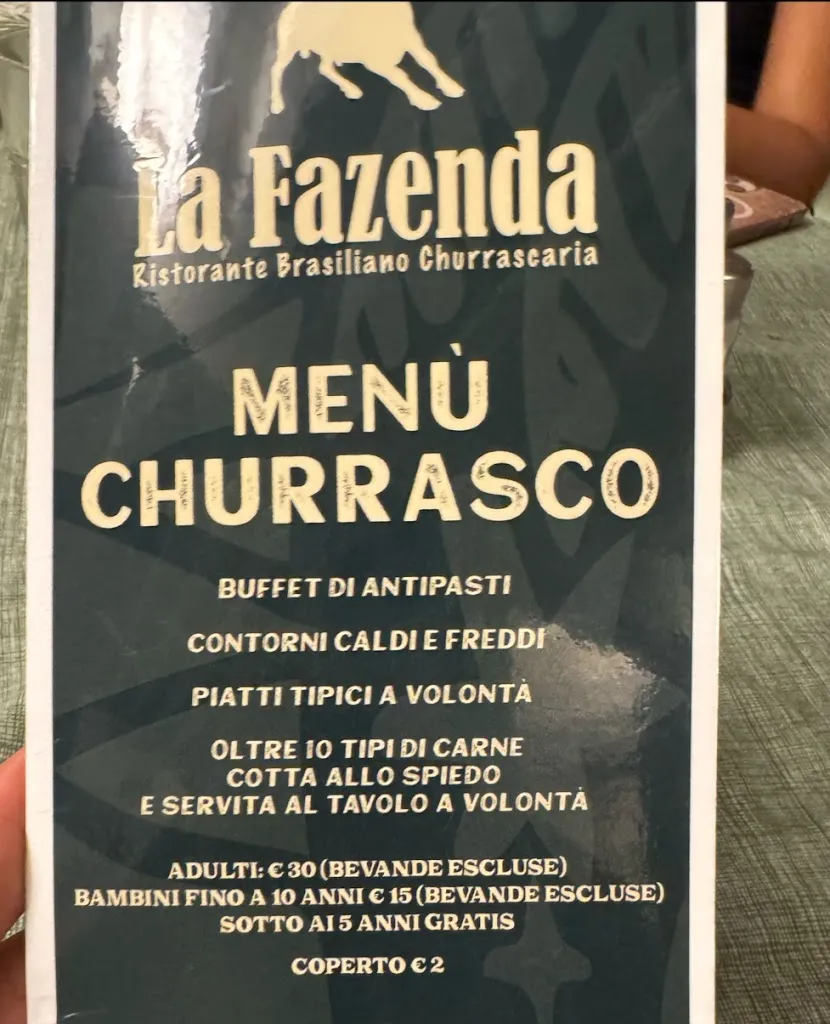 La Fazenda
Ristorante Brasiliano Churrascaria
MENÙ
CHURRASCO
BUFFET DI ANTIPASTI
CONTORNI CALDI E FREDDI
PIATTI TIPICI A VOLONTÀ
OLTRE 10 TIPI DI CARNE
COTTA ALLO SPIEDO
E SERVITA AL TAVOLO A VOLONTÀ
ADULTI: € 30 (BEVANDE ESCLUSE)
BAMBINI FINO A 10 ANNI € 15 (BEVANDE ESCLUSE)
SOTTO AI 5 ANNI GRATIS
COPERTO € 2